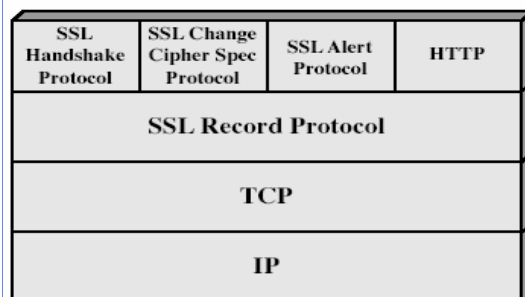 SSL
Handshake
Protocol
SSL Change
Cipher Spec
Protocol
SSL Alert
Protocol
HTTP
SSL Record Protocol
TCP
IP